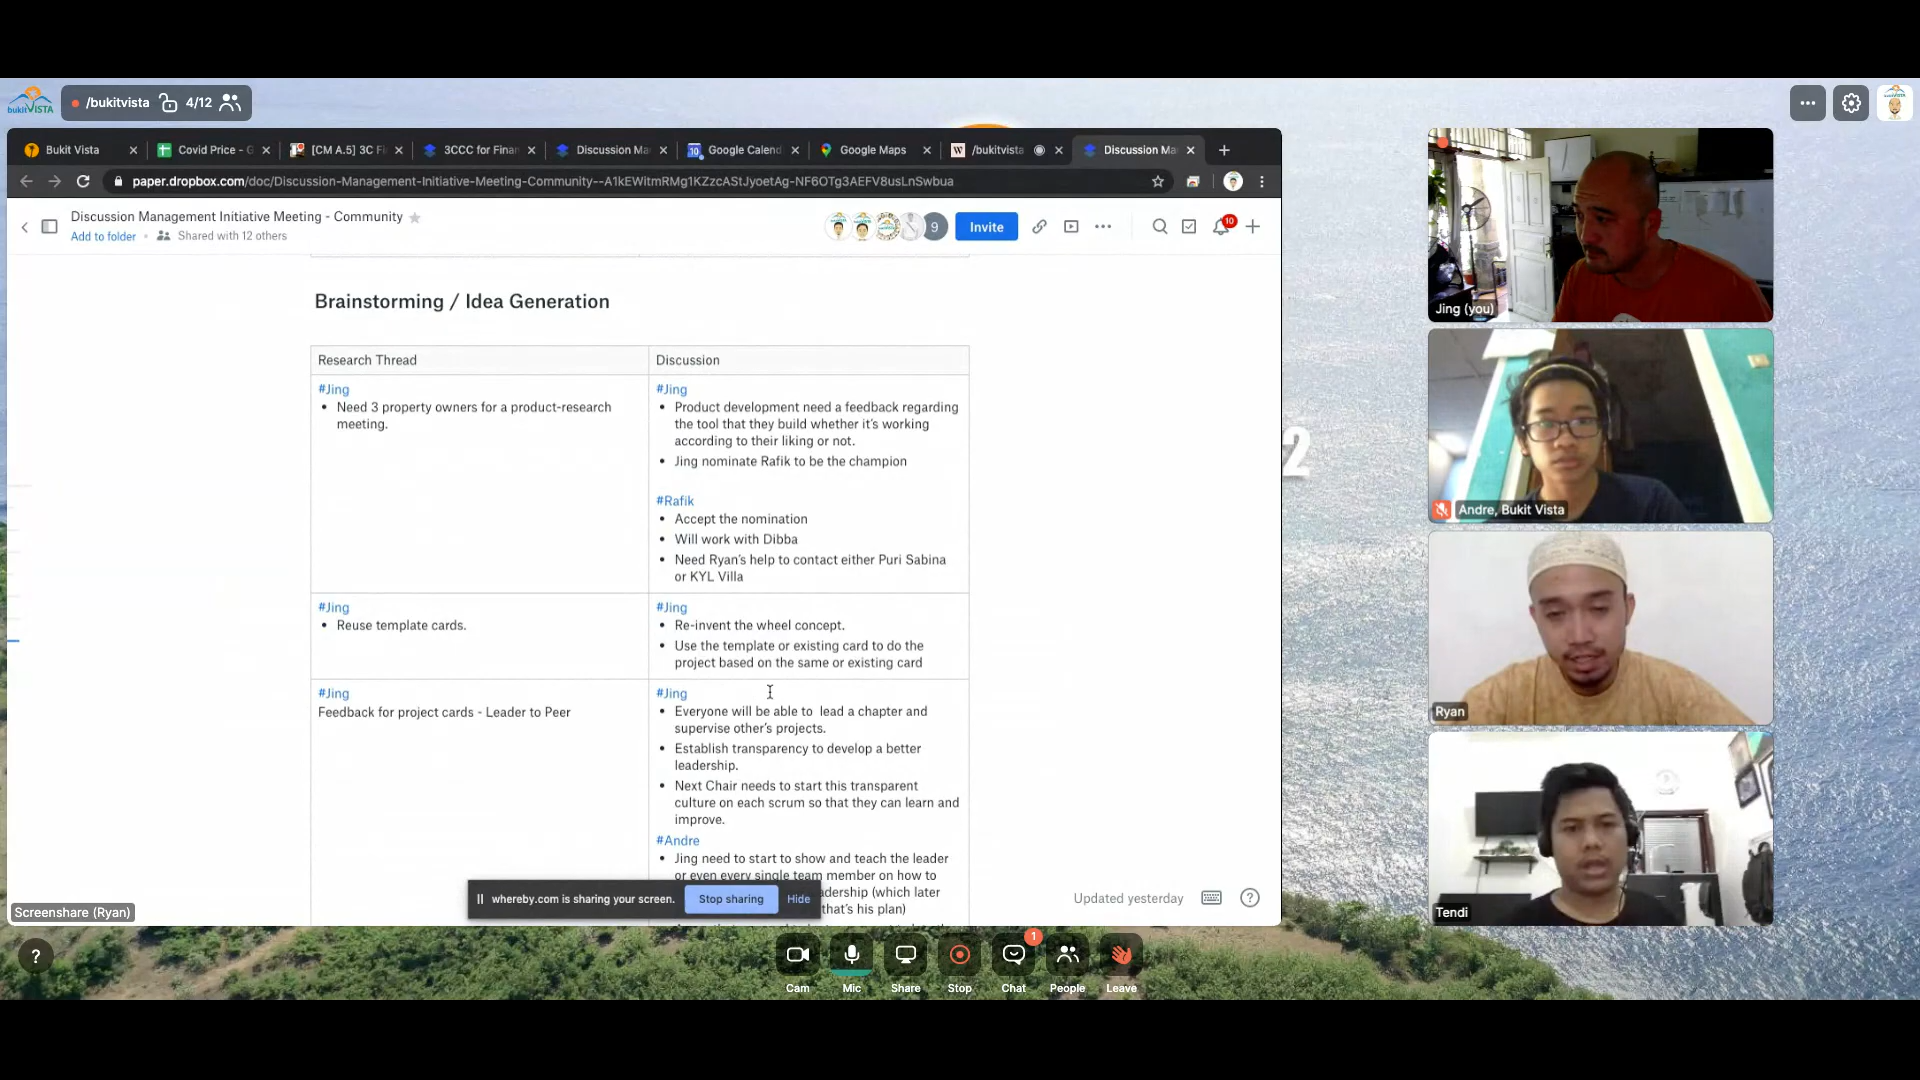 bukitVISTA
/bukitvista
4/12
Bukit Vista
Covid Price - G
[CM A.5] 3C Fi
3CCC for Finan
Discussion Ma
Google Calend
Google Maps
/bukitvista
Discussion Ma
paper.dropbox.com/doc/Discussion-Management-Initiative-Meeting-Community--A1kEWitmRMg1KZzcAStJyoetAg-NF6OTg3AEFV8usLnSwbua
Discussion Management Initiative Meeting - Community
Add to folder
Shared with 12 others
9
Invite
10
Brainstorming / Idea Generation
Research Thread
Discussion
#Jing
• Need 3 property owners for a product-research
meeting.
#Jing
• Product development need a feedback regarding
the tool that they build whether it's working
according to their liking or not.
• Jing nominate Rafik to be the champion
#Rafik
• Accept the nomination
• Will work with Dibba
• Need Ryan's help to contact either Puri Sabina
or KYL Villa
#Jing
• Reuse template cards.
#Jing
• Re-invent the wheel concept.
• Use the template or existing card to do the
project based on the same or existing card
#Jing
Feedback for project cards - Leader to Peer
#Jing
• Everyone will be able to lead a chapter and
supervise other's projects.
• Establish transparency to develop a better
leadership.
• Next Chair needs to start this transparent
culture on each scrum so that they can learn and
improve.
#Andre
• Jing need to start to show and teach the leader
or even every single team member on how to
adership (which later
that's his plan)
whereby.com is sharing your screen.
Stop sharing
Hide
Updated yesterday
Screenshare (Ryan)
2
Jing (you)
Andre, Bukit Vista
Ryan
Tendi
?
Cam
Mic
Share
Stop
1
Chat
People
Leave